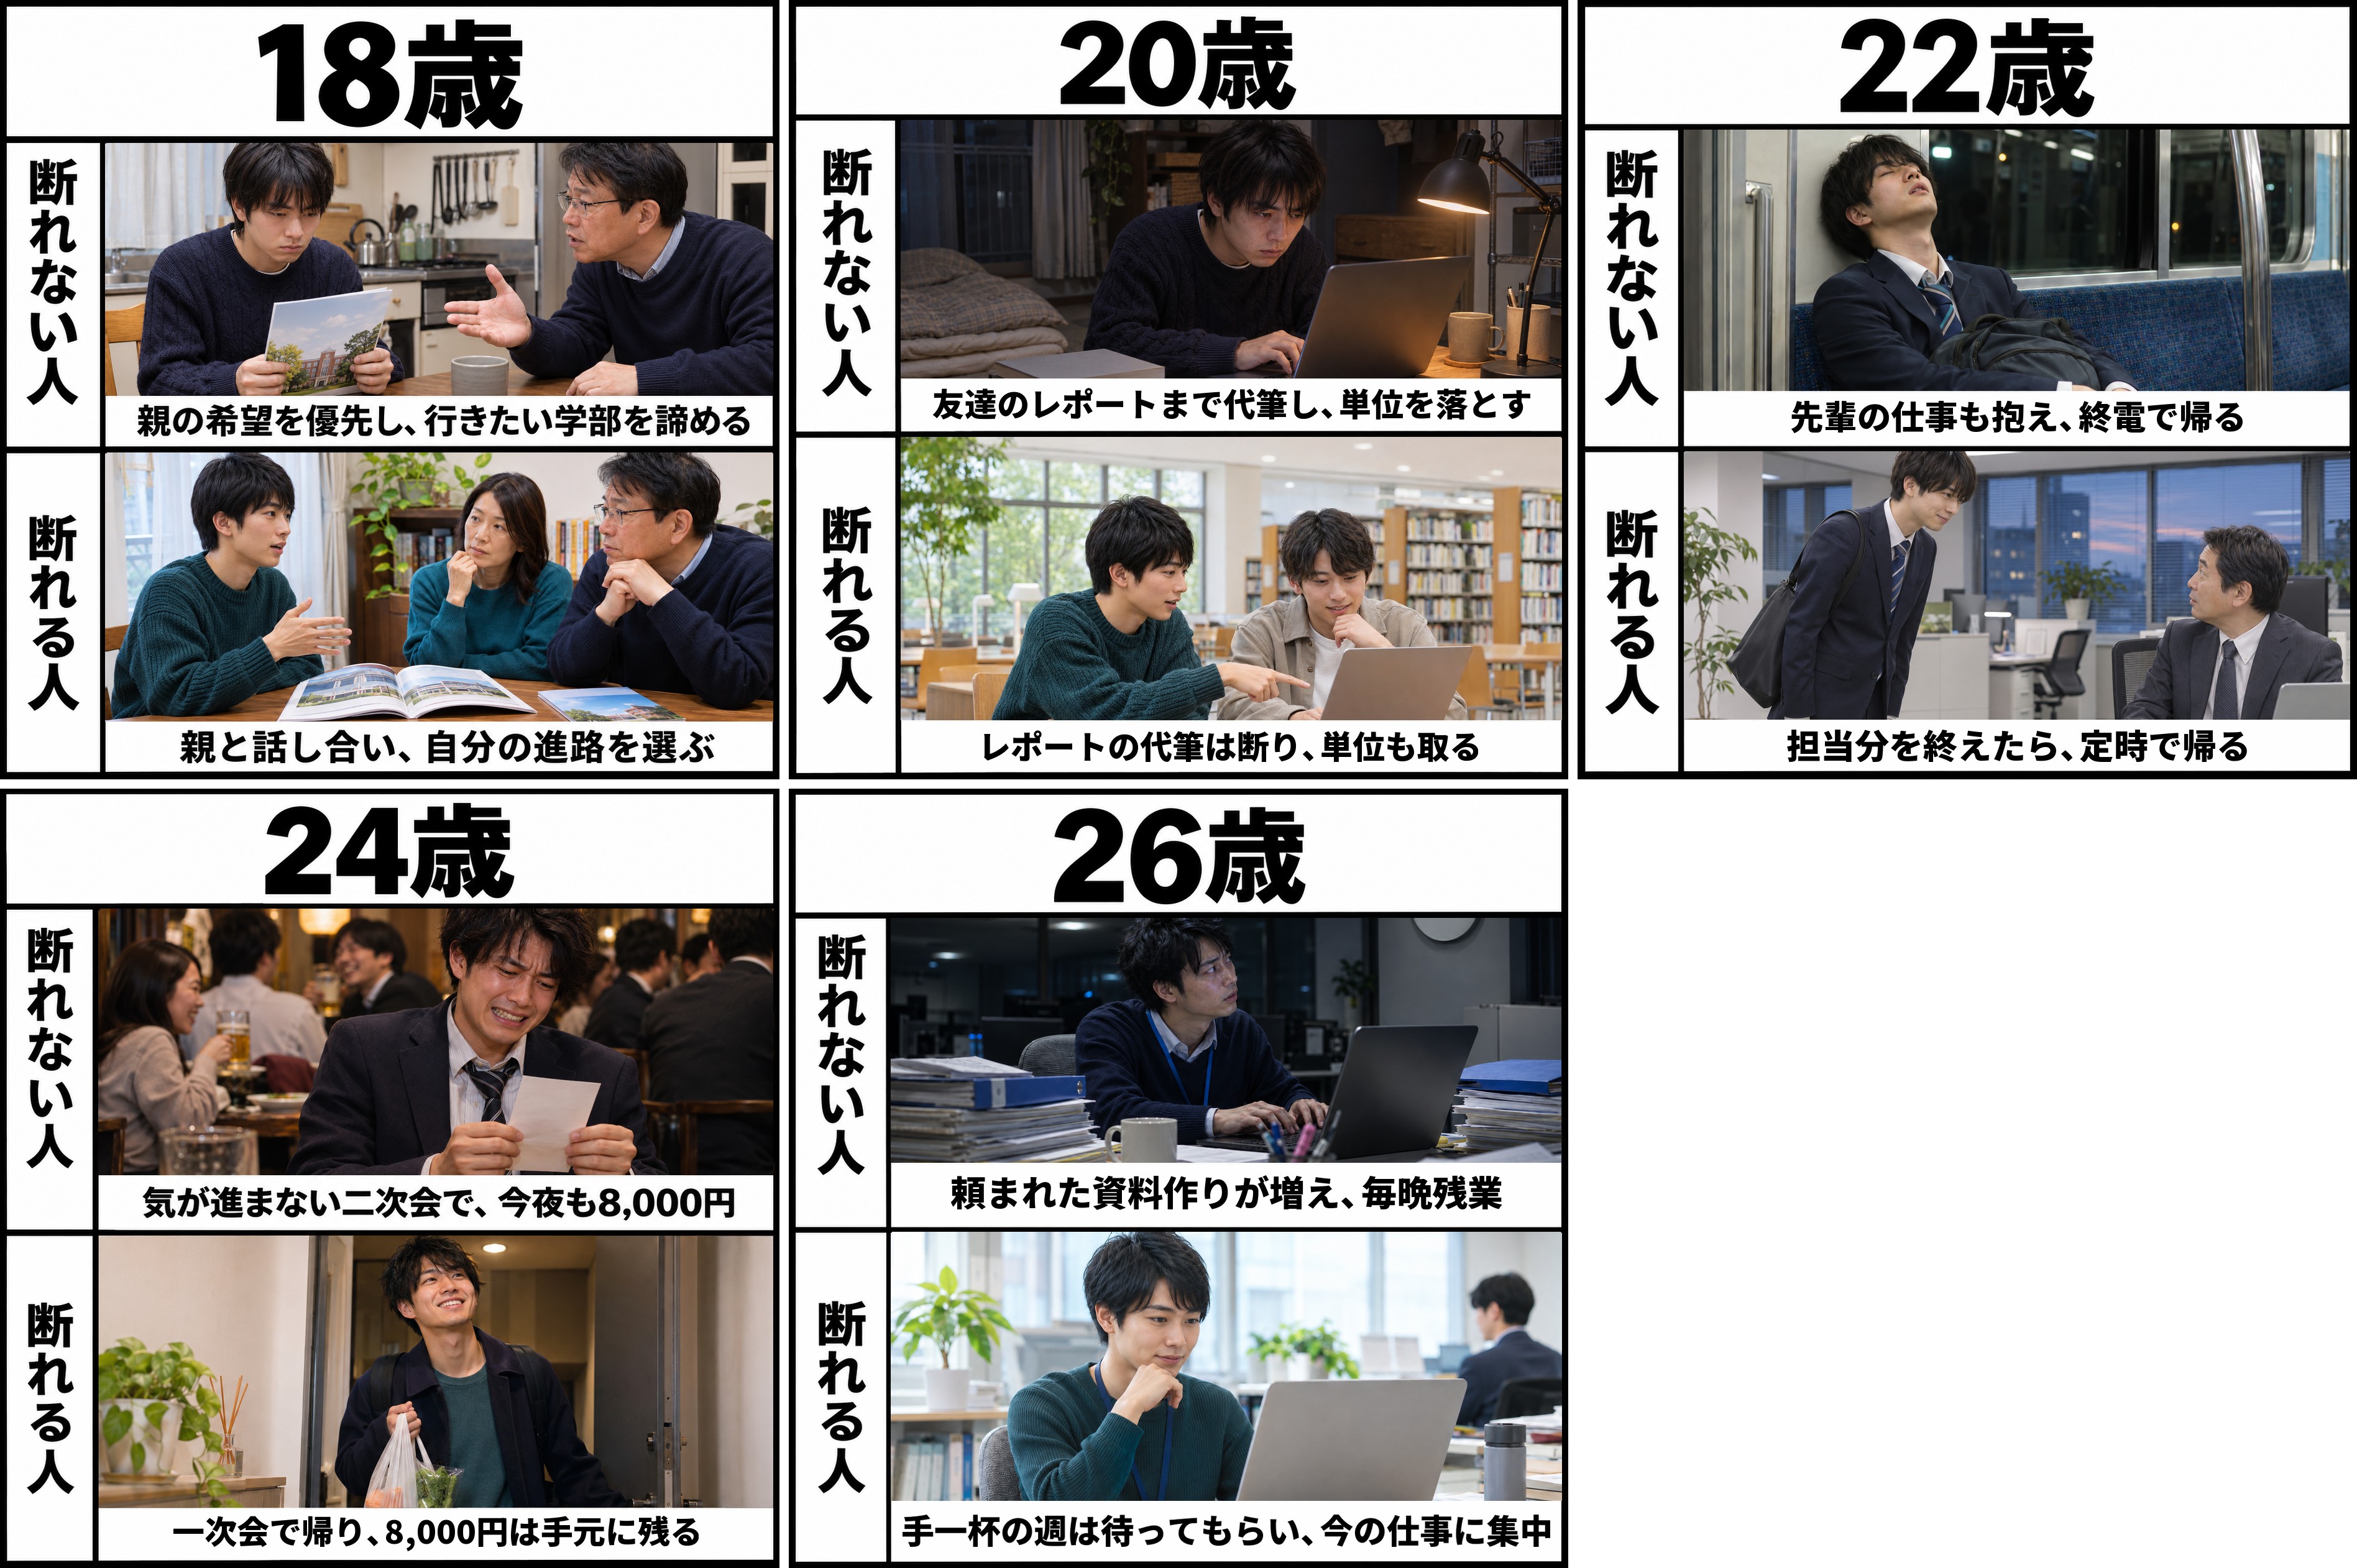 18歳
断れない人
親の希望を優先し、行きたい学部を諦める
断れる人
親と話し合い、自分の進路を選ぶ
20歳
断れない人
友達のレポートまで代筆し、単位を落とす
断れる人
レポートの代筆は断り、単位も取る
22歳
断れない人
先輩の仕事も抱え、終電で帰る
断れる人
担当分を終えたら、定時で帰る
24歳
断れない人
気が進まない二次会で、今夜も8,000円
断れる人
一次会で帰り、8,000円は手元に残る
26歳
断れない人
頼まれた資料作りが増え、毎晩残業
断れる人
手一杯の週は待ってもらい、今の仕事に集中